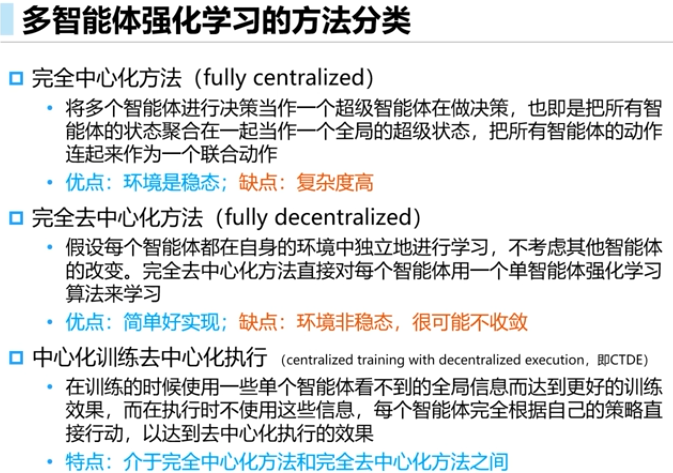 多智能体强化学习的方法分类
完全中心化方法（fully centralized）
将多个智能体进行决策当作一个超级智能体在做决策，也即是把所有智
能体的状态聚合在一起当作一个全局的超级状态，把所有智能体的动作
连起来作为一个联合动作
优点：环境是稳态；缺点：复杂度高
完全去中心化方法（fully decentralized）
假设每个智能体都在自身的环境中独立地进行学习，不考虑其他智能体
的改变。完全去中心化方法直接对每个智能体用一个单智能体强化学习
算法来学习
优点：简单好实现；缺点：环境非稳态，很可能不收敛
中心化训练去中心化执行 （centralized training with decentralized execution，即CTDE）
在训练的时候使用一些单个智能体看不到的全局信息而达到更好的训练
效果，而在执行时不使用这些信息，每个智能体完全根据自己的策略直
接行动，以达到去中心化执行的效果
特点：介于完全中心化方法和完全去中心化方法之间